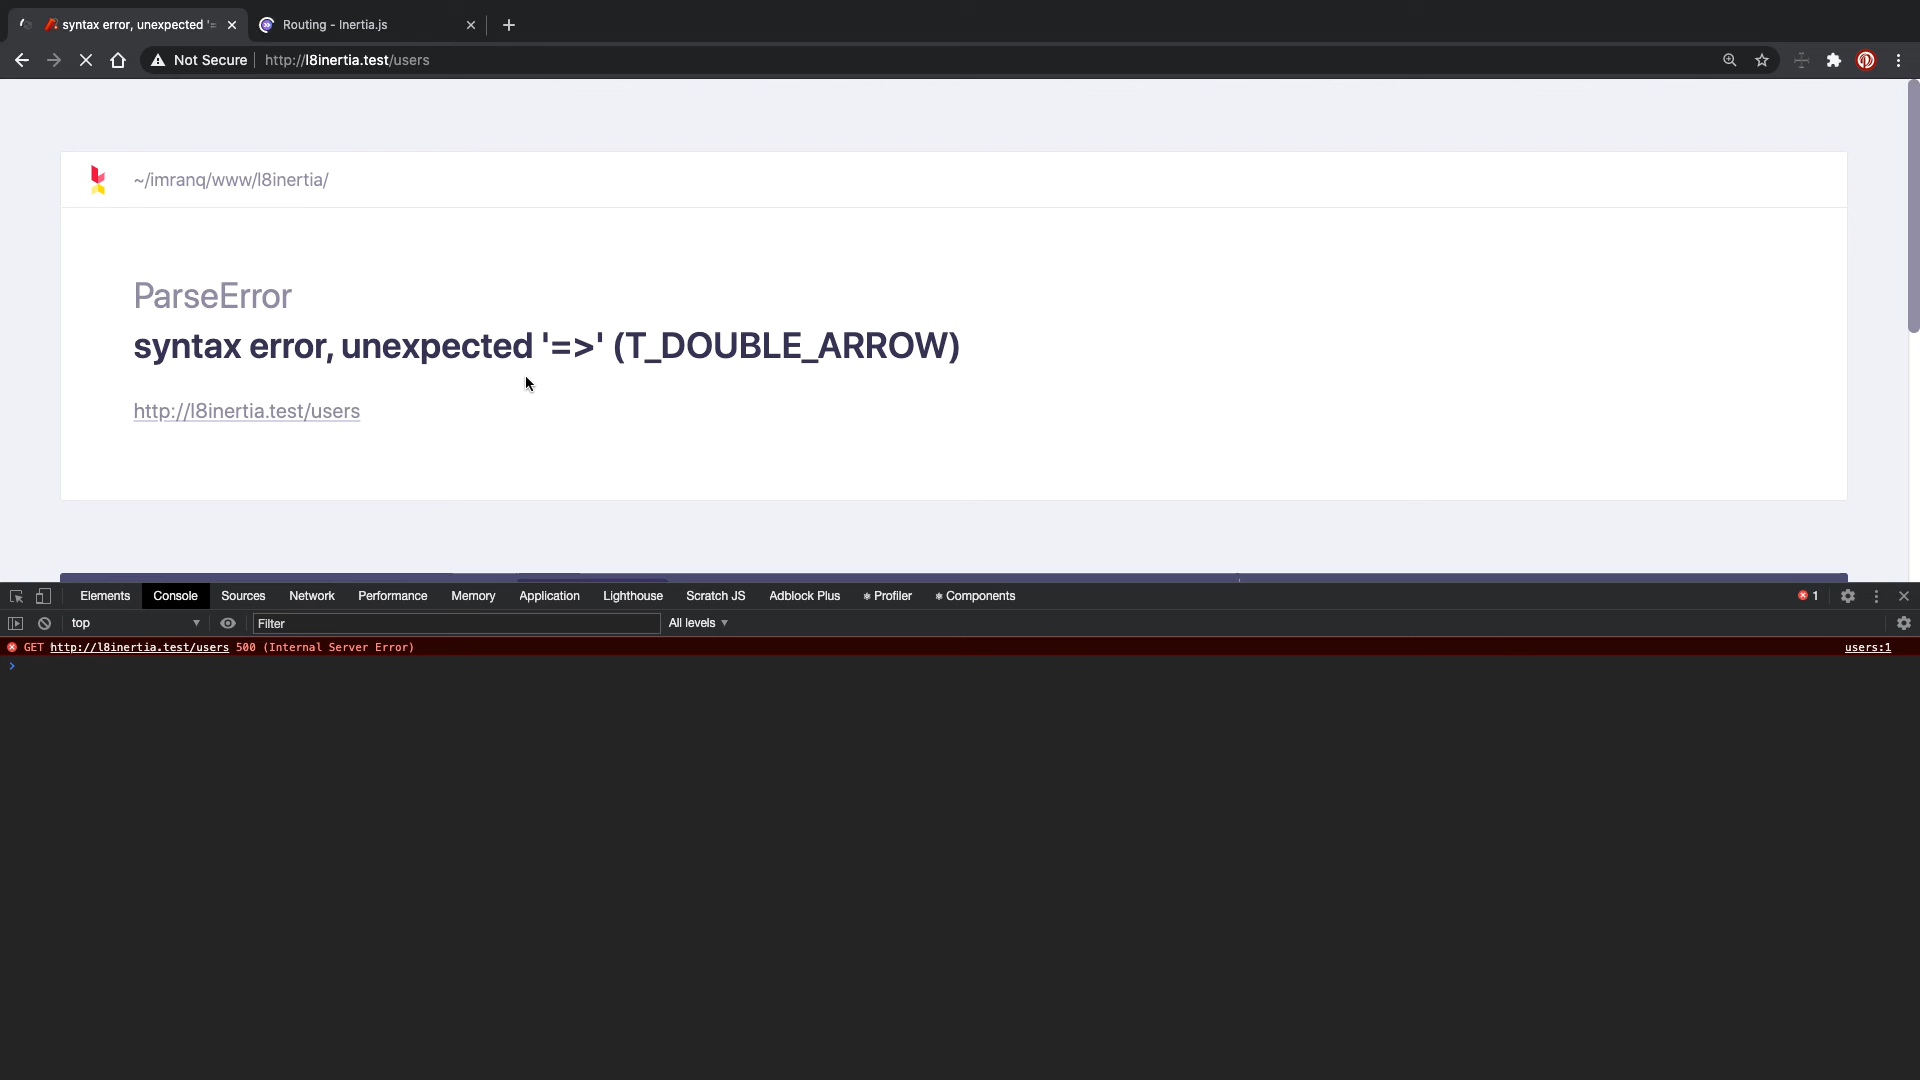 syntax error, unexpected '=
Routing - Inertia.js
Not Secure
http://l8inertia.test/users
~/imranq/www/l8inertia/
ParseError
syntax error, unexpected '=>' (T_DOUBLE_ARROW)
http://l8inertia.test/users
Elements Console Sources Network Performance Memory Application Lighthouse Scratch JS Adblock Plus Profiler Components 1
top Filter All levels
GET http://l8inertia.test/users 500 (Internal Server Error) users:1